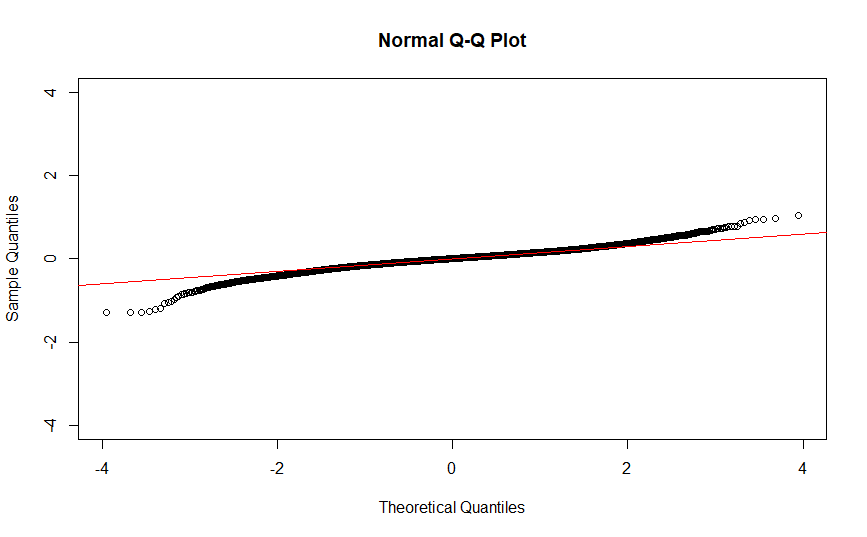 Normal Q-Q Plot
4
2
0
-2
-4
Sample Quantiles
-4 -2 0 2 4
Theoretical Quantiles